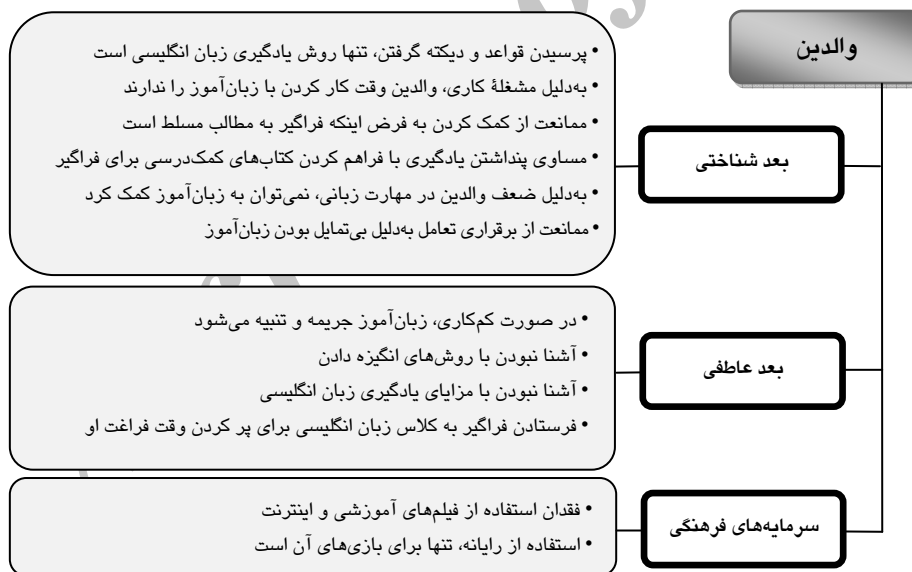 والدین
بعد شناختی
• پرسیدن قواعد و دیکته گرفتن، تنها روش یادگیری زبان انگلیسی است
• به‌دلیل مشغلهٔ کاری، والدین وقت کار کردن با زبان‌آموز را ندارند
• ممانعت از کمک کردن به فرض اینکه فراگیر به مطالب مسلط است
• مساوی پنداشتن یادگیری با فراهم کردن کتاب‌های کمک‌درسی برای فراگیر
• به‌دلیل ضعف والدین در مهارت زبانی، نمی‌توان به زبان‌آموز کمک کرد
• ممانعت از برقراری تعامل به‌دلیل بی‌تمایل بودن زبان‌آموز
بعد عاطفی
• در صورت کم‌کاری، زبان‌آموز جریمه و تنبیه می‌شود
• آشنا نبودن با روش‌های انگیزه دادن
• آشنا نبودن با مزایای یادگیری زبان انگلیسی
• فرستادن فراگیر به کلاس زبان انگلیسی برای پر کردن وقت فراغت او
سرمایه‌های فرهنگی
• فقدان استفاده از فیلم‌های آموزشی و اینترنت
• استفاده از رایانه، تنها برای بازی‌های آن است